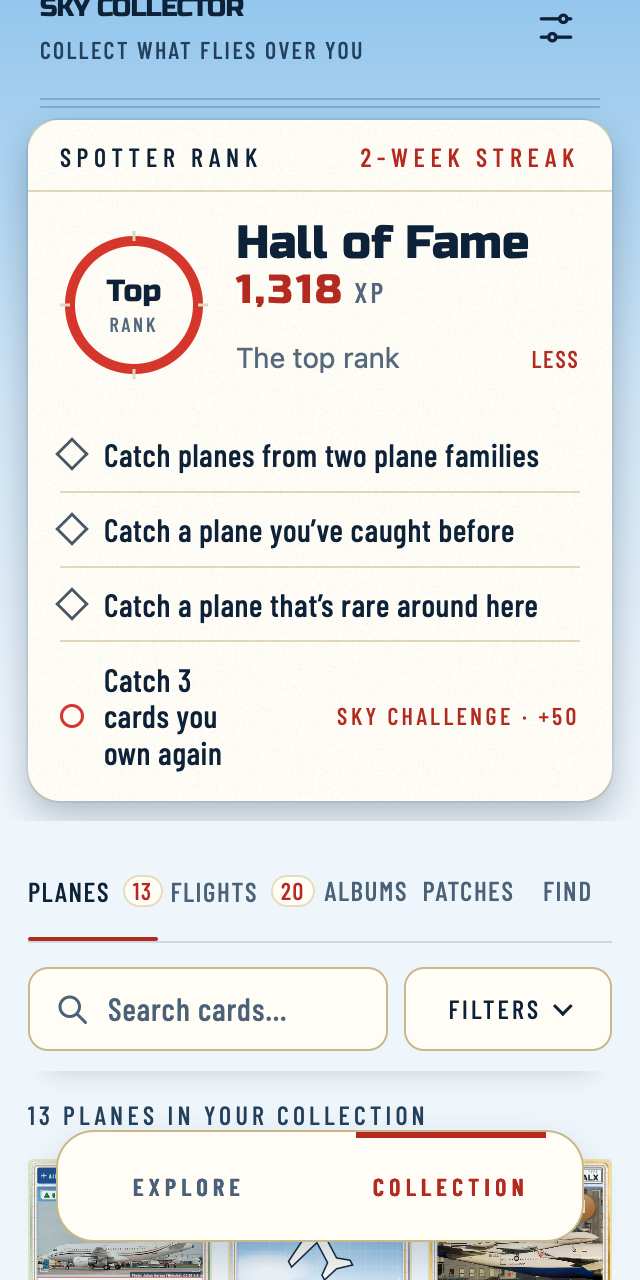 SKY COLLECTOR
COLLECT WHAT FLIES OVER YOU
SPOTTER RANK
2-WEEK STREAK
Top
RANK
Hall of Fame
1,318 XP
The top rank
LESS
Catch planes from two plane families
Catch a plane you’ve caught before
Catch a plane that’s rare around here
Catch 3
cards you
own again
SKY CHALLENGE · +50
PLANES 13 FLIGHTS 20 ALBUMS PATCHES FIND
Search cards...
FILTERS
13 PLANES IN YOUR COLLECTION
EXPLORE
COLLECTION